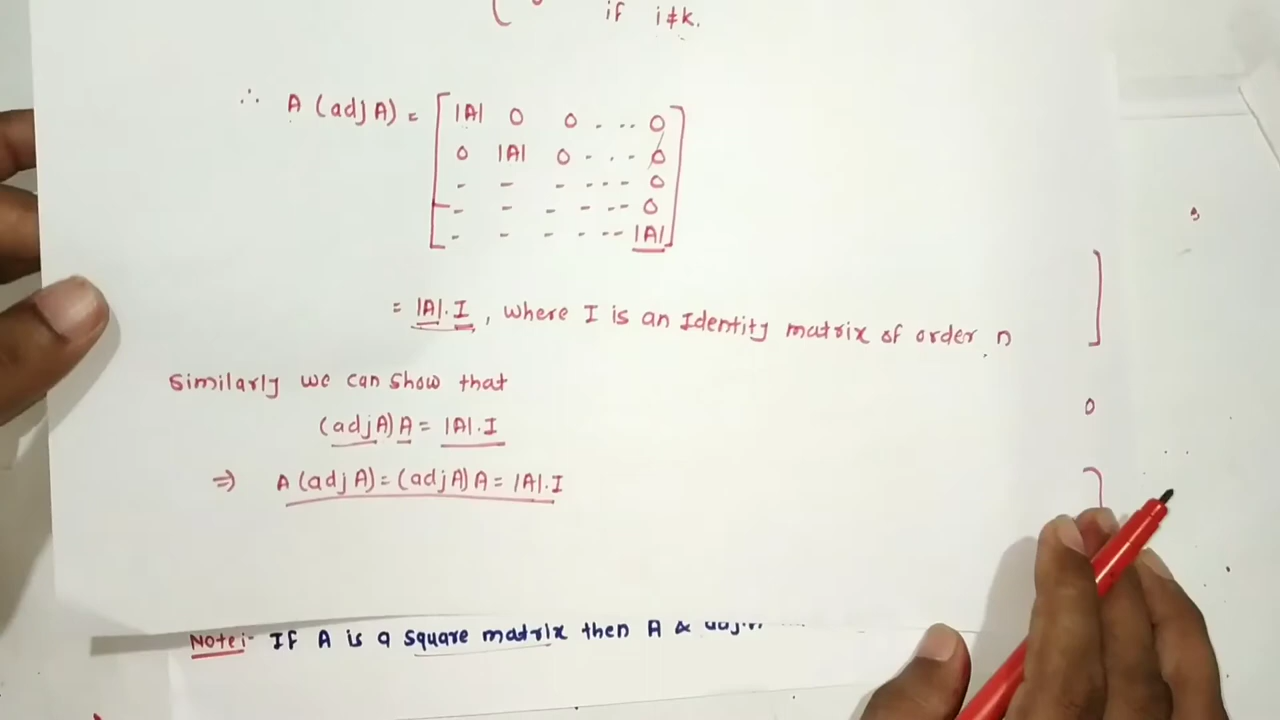 if i≠k.
∴ A (adj A) = [ |A| 0 0 . . . 0
0 |A| 0 - - - 0
- - - - - - - 0
- - - - - - - 0
- - - - - - - |A| ]
= |A|. I , where I is an Identity matrix of order n
Similarly we can show that
(adj A) A = |A|. I
⇒ A (adj A) = (adj A) A = |A|. I
Note:- If A is a square matrix then A &